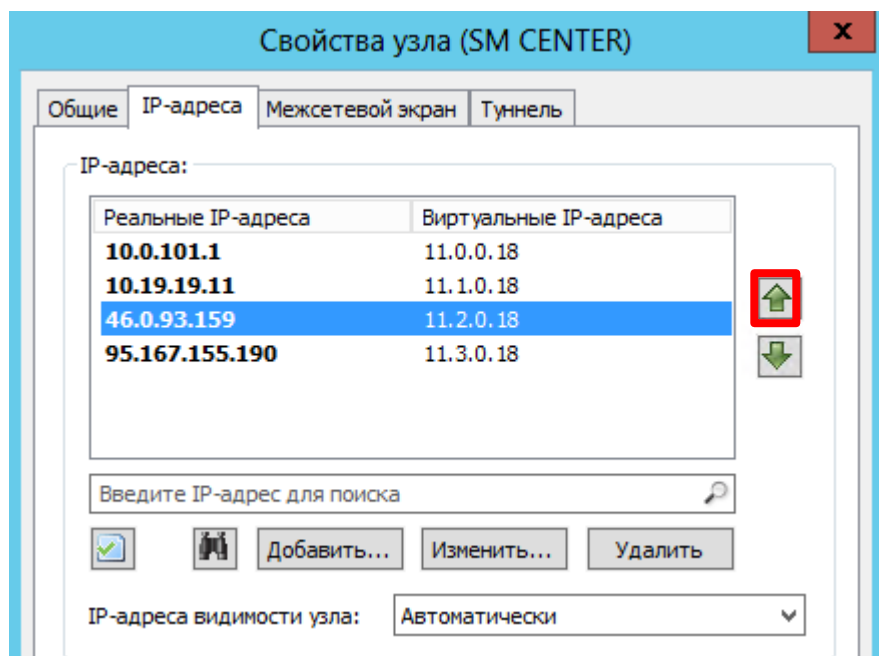 Свойства узла (SM CENTER)
x
Общие IP-адреса Межсетевой экран Туннель
IP-адреса:
Реальные IP-адреса Виртуальные IP-адреса
10.0.101.1 11.0.0.18
10.19.19.11 11.1.0.18
46.0.93.159 11.2.0.18
95.167.155.190 11.3.0.18
Введите IP-адрес для поиска
Добавить... Изменить... Удалить
IP-адреса видимости узла: Автоматически